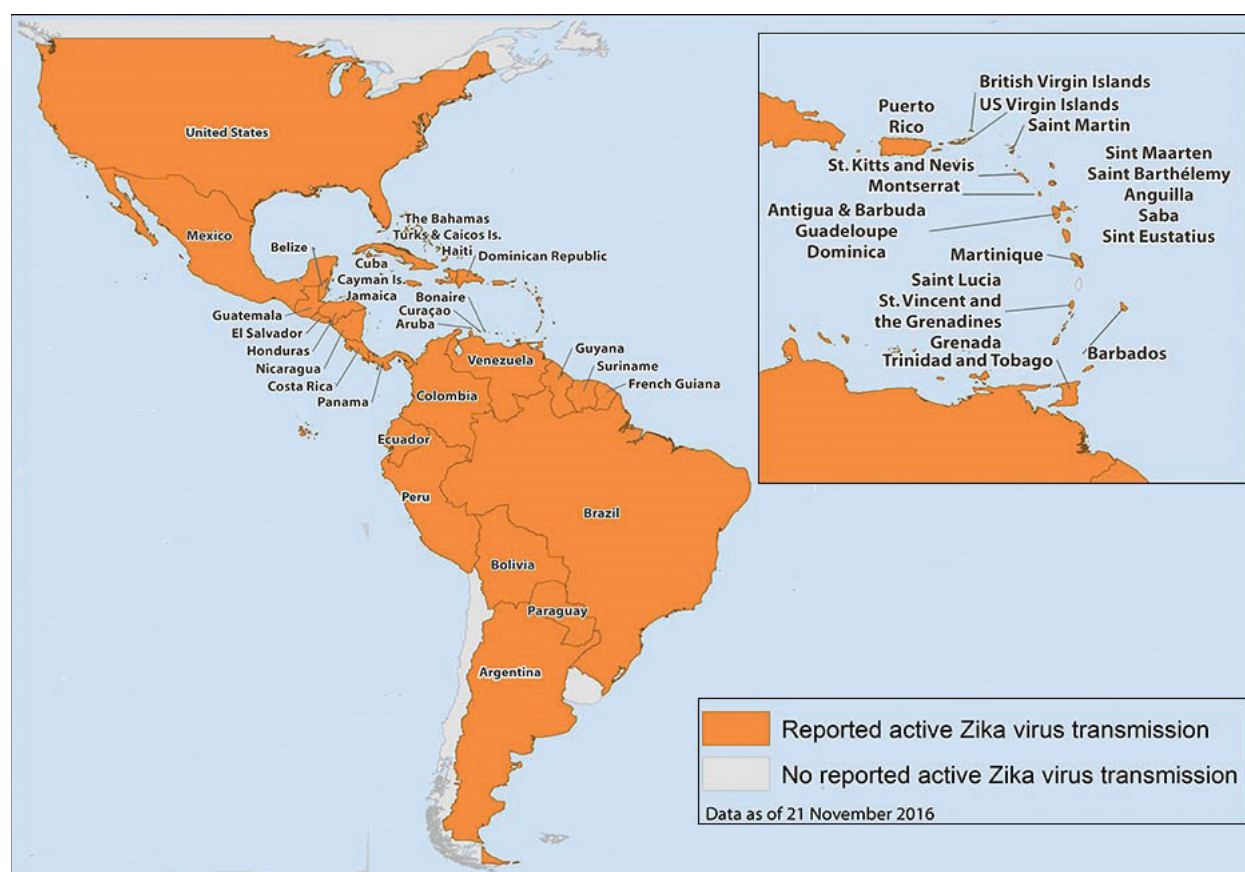 United States
Mexico
The Bahamas
Turks & Caicos Is.
Haiti
Dominican Republic
Belize
Cuba
Cayman Is.
Jamaica
Guatemala
El Salvador
Honduras
Nicaragua
Costa Rica
Panama
Bonaire
Curaçao
Aruba
Venezuela
Guyana
Suriname
French Guiana
Colombia
Ecuador
Peru
Brazil
Bolivia
Paraguay
Argentina
British Virgin Islands
US Virgin Islands
Puerto
Rico
Saint Martin
Sint Maarten
Saint Barthélemy
Anguilla
Saba
Sint Eustatius
St. Kitts and Nevis
Montserrat
Antigua & Barbuda
Guadeloupe
Dominica
Martinique
Saint Lucia
St. Vincent and
the Grenadines
Grenada
Trinidad and Tobago
Barbados
Reported active Zika virus transmission
No reported active Zika virus transmission
Data as of 21 November 2016